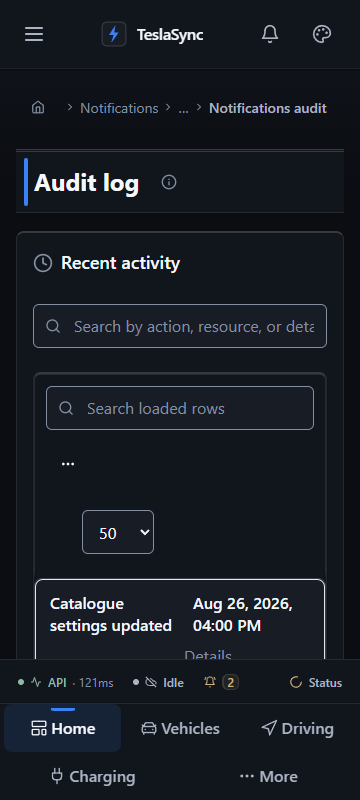 TeslaSync
Notifications ... Notifications audit
Audit log
Recent activity
Search by action, resource, or deta
Search loaded rows
...
50
Catalogue settings updated
Aug 26, 2026, 04:00 PM
Details
API · 121ms
Idle
2
Status
Home
Vehicles
Driving
Charging
More